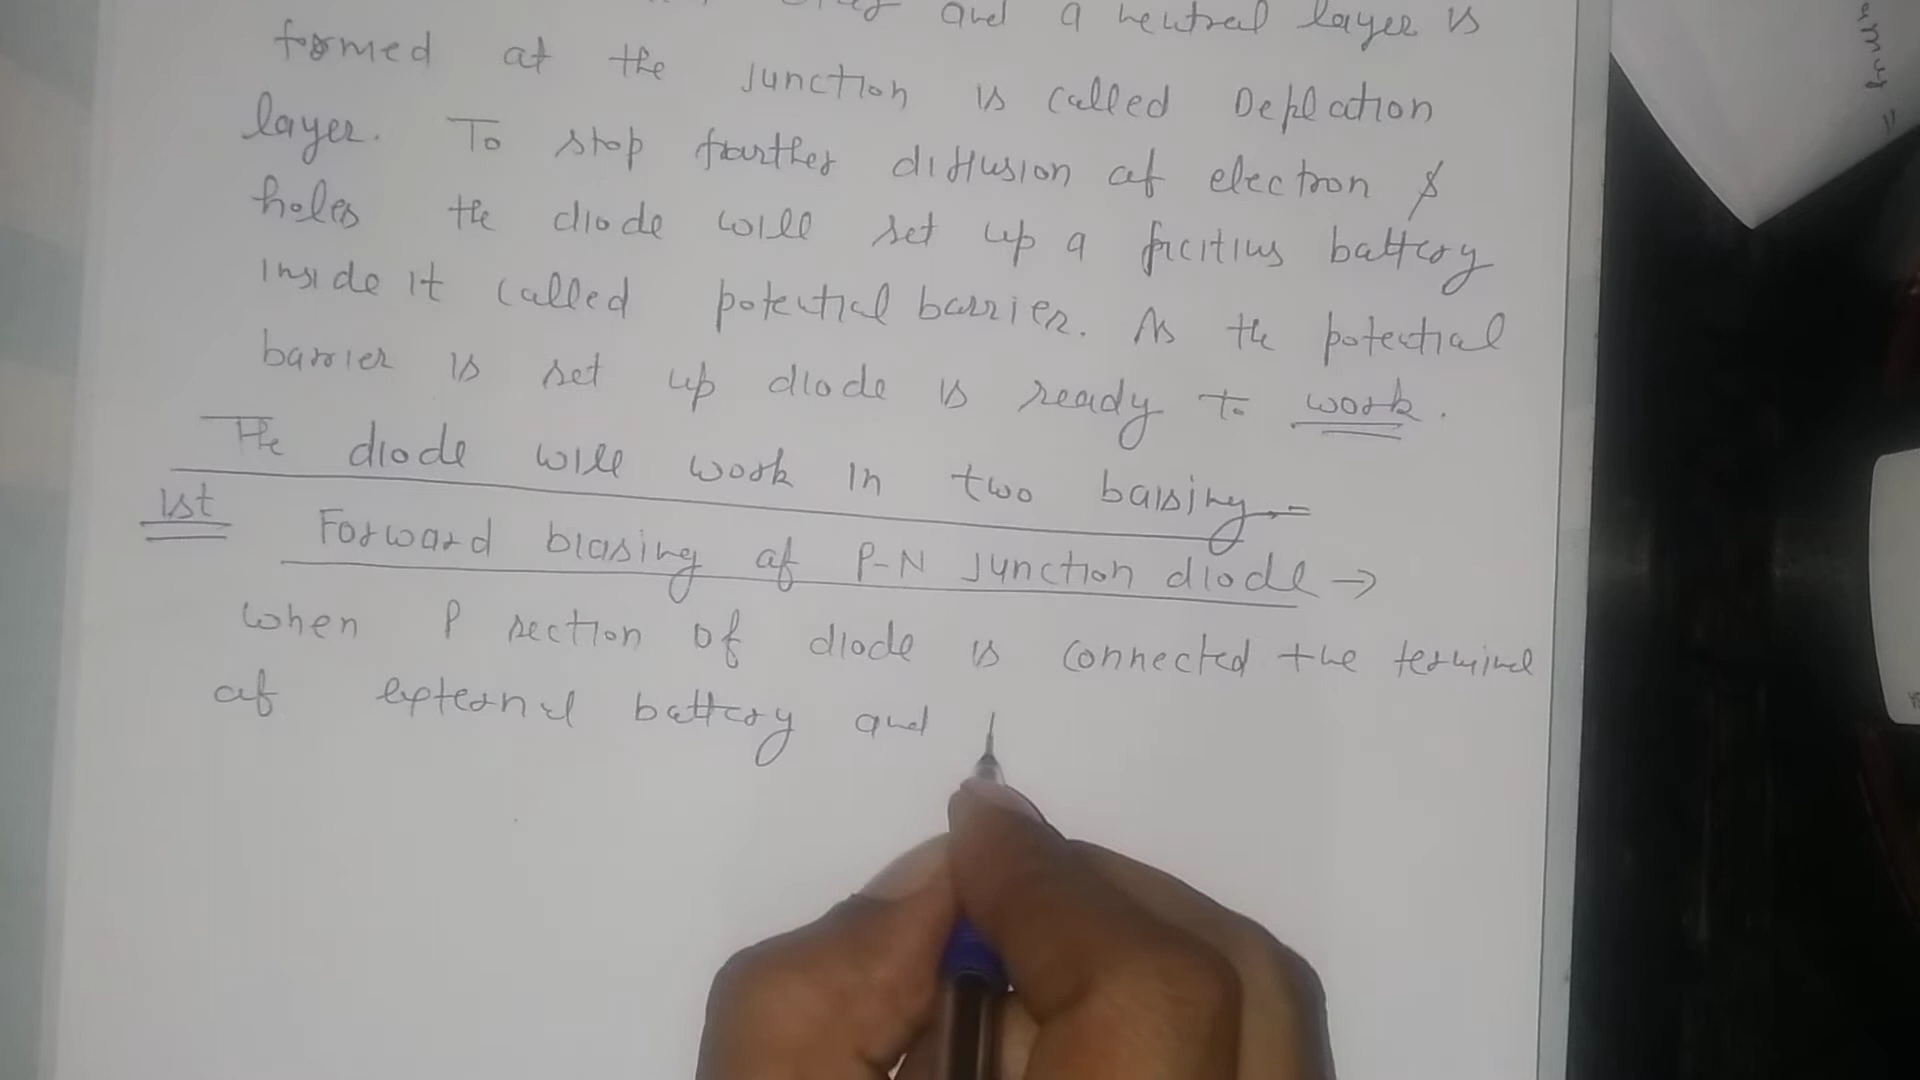 and a neutral layer is
formed at the junction is called Deplation
layer. To stop further diffusion of electron &
holes the diode will set up a ficitius battery
inside it called potential barrier. As the potential
barrier is set up diode is ready to work.
The diode will work in two baising =
1st Forward biasing of P-N Junction diode →
when P section of diode is connected the terminal
of external battery and